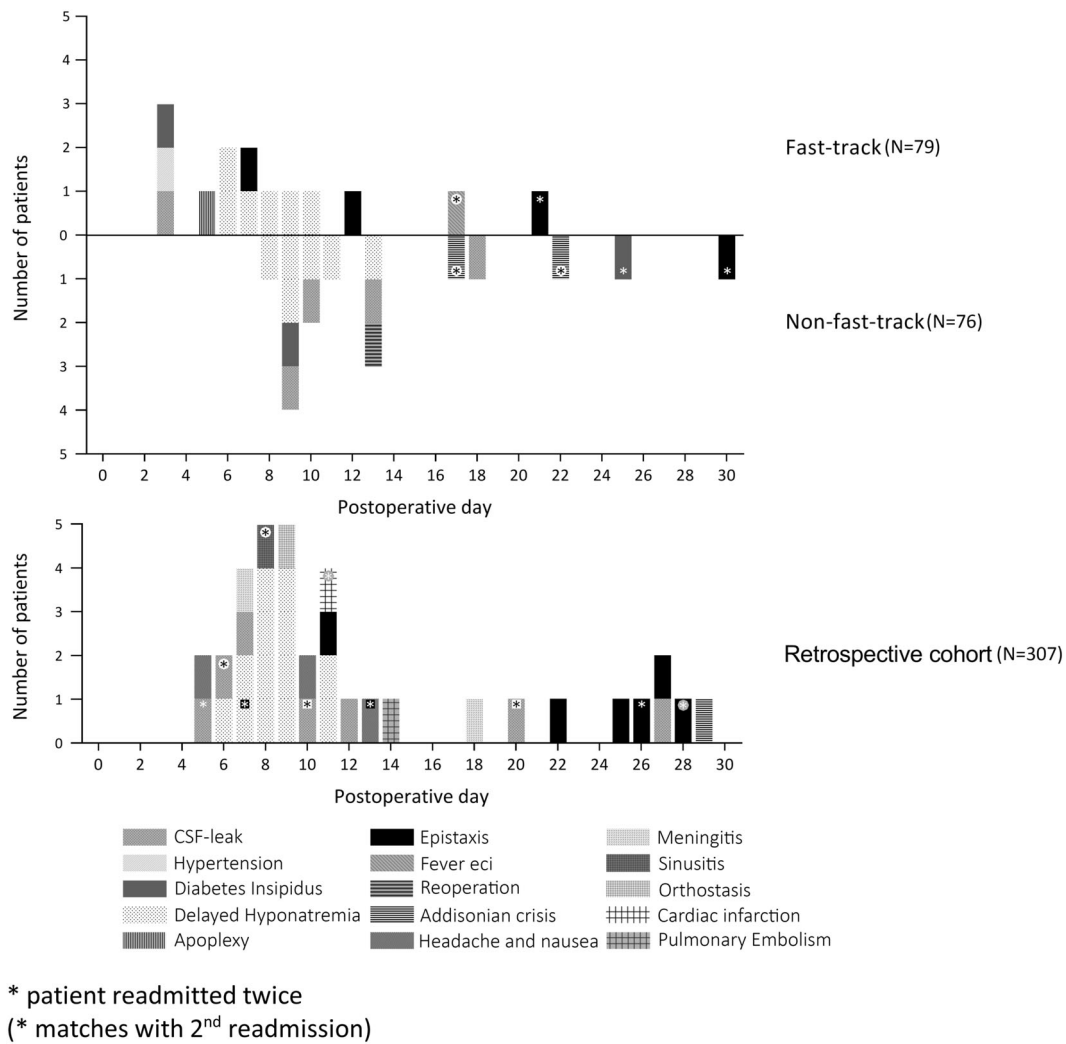 5
4
3
2
1
0
1
2
3
4
5
Number of patients
Fast-track (N=79)
Non-fast-track (N=76)
* * * * * *
0 2 4 6 8 10 12 14 16 18 20 22 24 26 28 30
Postoperative day
5
4
3
2
1
0
Number of patients
* * * * * * * * * *
Retrospective cohort (N=307)
0 2 4 6 8 10 12 14 16 18 20 22 24 26 28 30
Postoperative day
CSF-leak Epistaxis Meningitis
Hypertension Fever eci Sinusitis
Diabetes Insipidus Reoperation Orthostasis
Delayed Hyponatremia Addisonian crisis Cardiac infarction
Apoplexy Headache and nausea Pulmonary Embolism
* patient readmitted twice
(* matches with 2nd readmission)